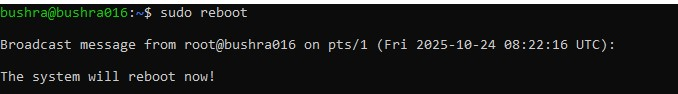 bushra@bushra016:~$ sudo reboot
Broadcast message from root@bushra016 on pts/1 (Fri 2025-10-24 08:22:16 UTC):
The system will reboot now!